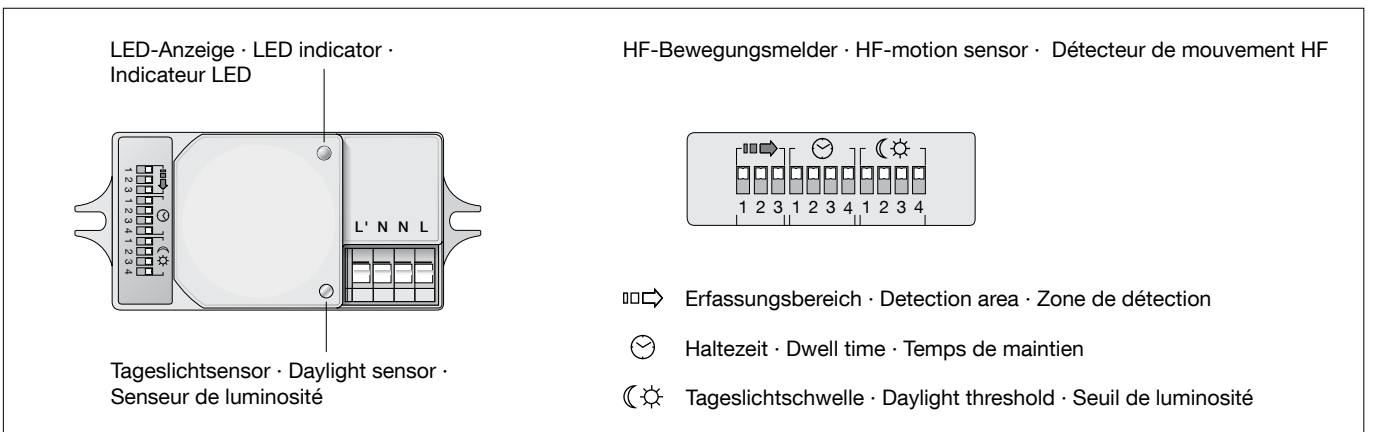 LED-Anzeige · LED indicator ·
Indicateur LED
1 2 3 1 2 3 4 1 2 3 4
L' N N L
Tageslichtsensor · Daylight sensor ·
Senseur de luminosité
HF-Bewegungsmelder · HF-motion sensor · Détecteur de mouvement HF
1 2 3 1 2 3 4 1 2 3 4
Erfassungsbereich · Detection area · Zone de détection
Haltezeit · Dwell time · Temps de maintien
Tageslichtschwelle · Daylight threshold · Seuil de luminosité